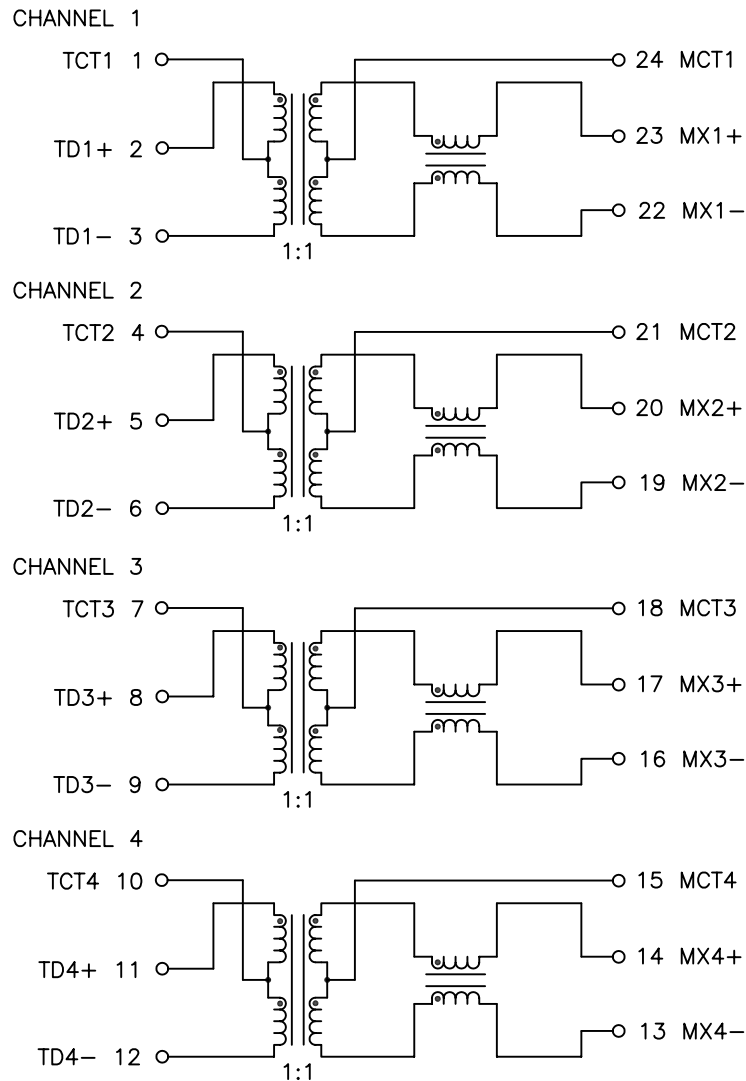 CHANNEL 1
TCT1 1
24 MCT1
TD1+ 2
23 MX1+
TD1− 3
22 MX1−
1:1
CHANNEL 2
TCT2 4
21 MCT2
TD2+ 5
20 MX2+
TD2− 6
19 MX2−
1:1
CHANNEL 3
TCT3 7
18 MCT3
TD3+ 8
17 MX3+
TD3− 9
16 MX3−
1:1
CHANNEL 4
TCT4 10
15 MCT4
TD4+ 11
14 MX4+
TD4− 12
13 MX4−
1:1